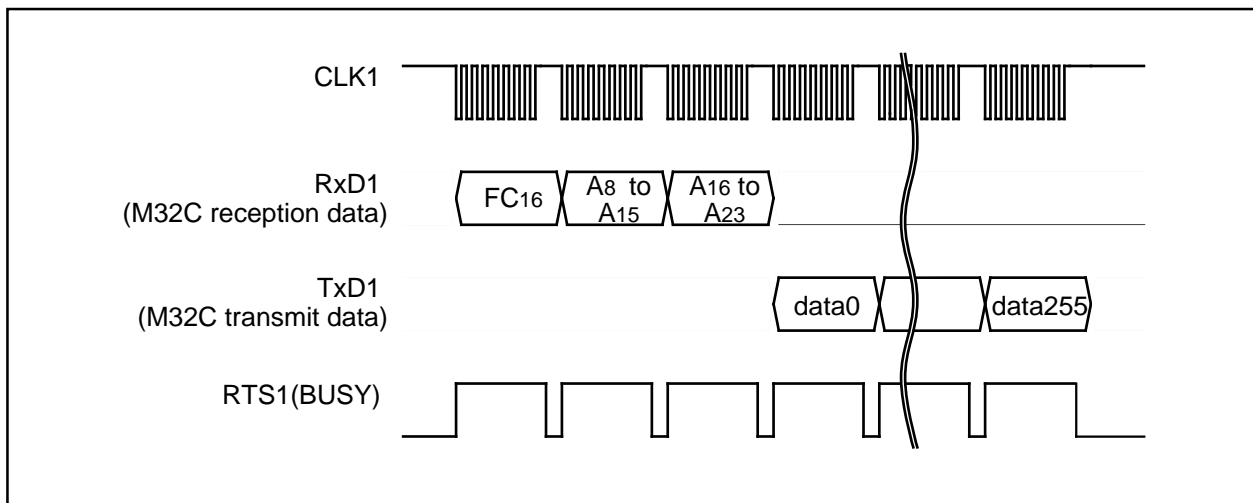 CLK1
RxD1
(M32C reception data)
FC16
A8 to
A15
A16 to
A23
TxD1
(M32C transmit data)
data0
data255
RTS1(BUSY)